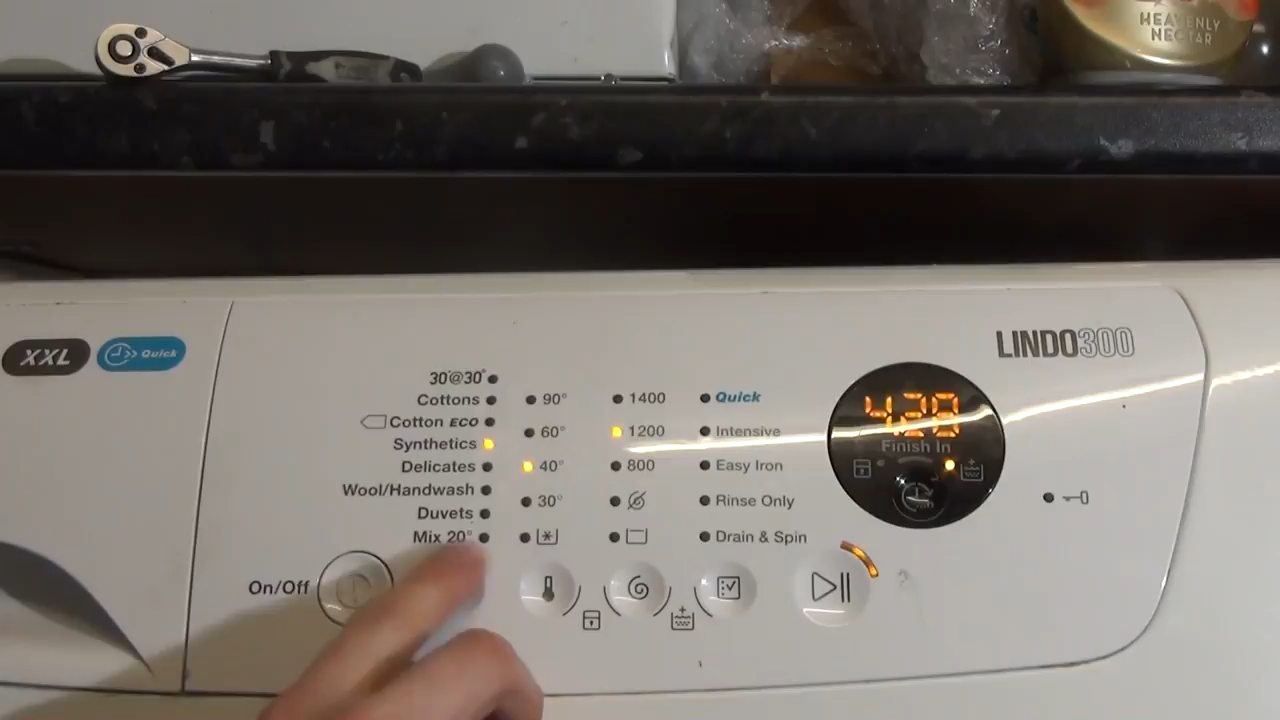 HEAVENLY
NECTAR
XXL
Quick
LINDO300
30'@30°
Cottons
Cotton ECO
Synthetics
Delicates
Wool/Handwash
Duvets
Mix 20°
90°
60°
40°
30°
1400
1200
800
Quick
Intensive
Easy Iron
Rinse Only
Drain & Spin
4.28
Finish In
On/Off